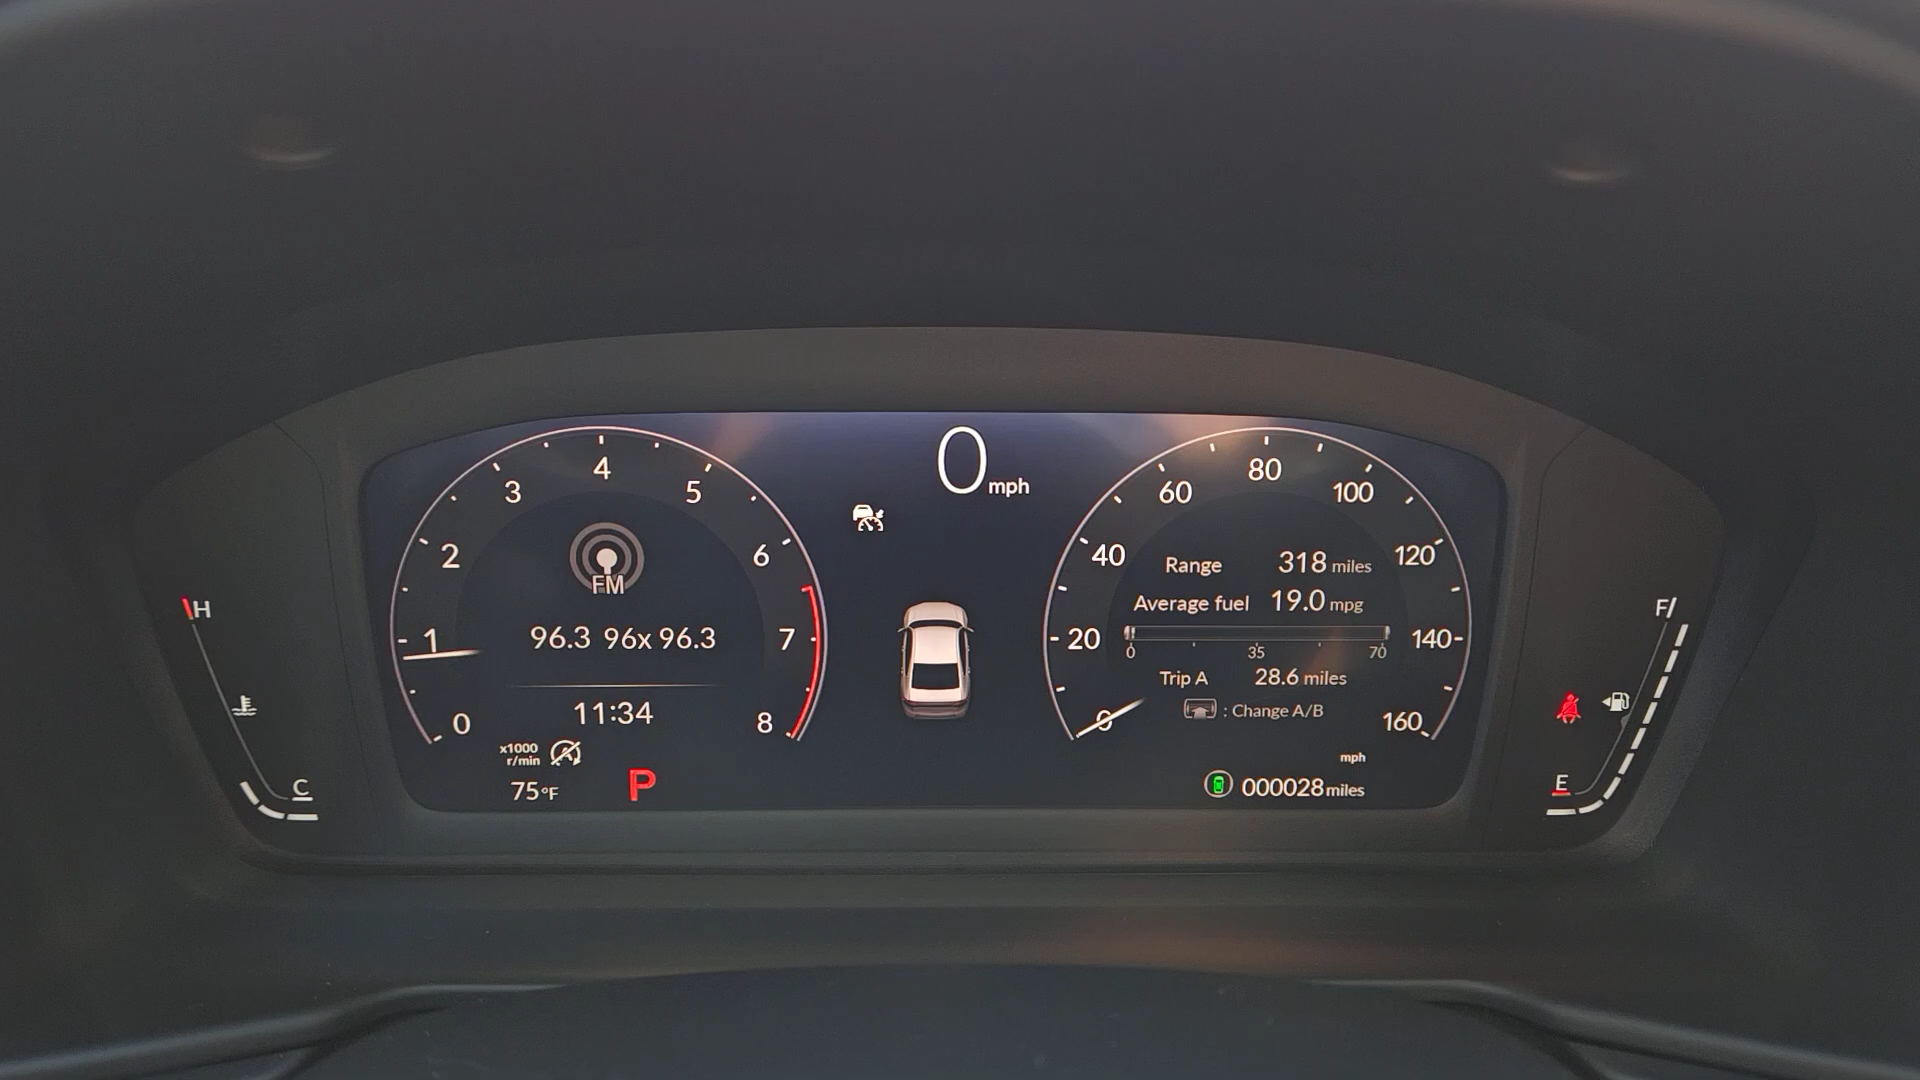 0 mph
4
3
5
2
6
1
7
0
8
FM
96.3 96x 96.3
11:34
x1000
r/min
75°F
P
80
60
100
40
120
20
140
0
160
Range 318 miles
Average fuel 19.0 mpg
0 35 70
Trip A 28.6 miles
: Change A/B
mph
000028 miles
H
C
F
E